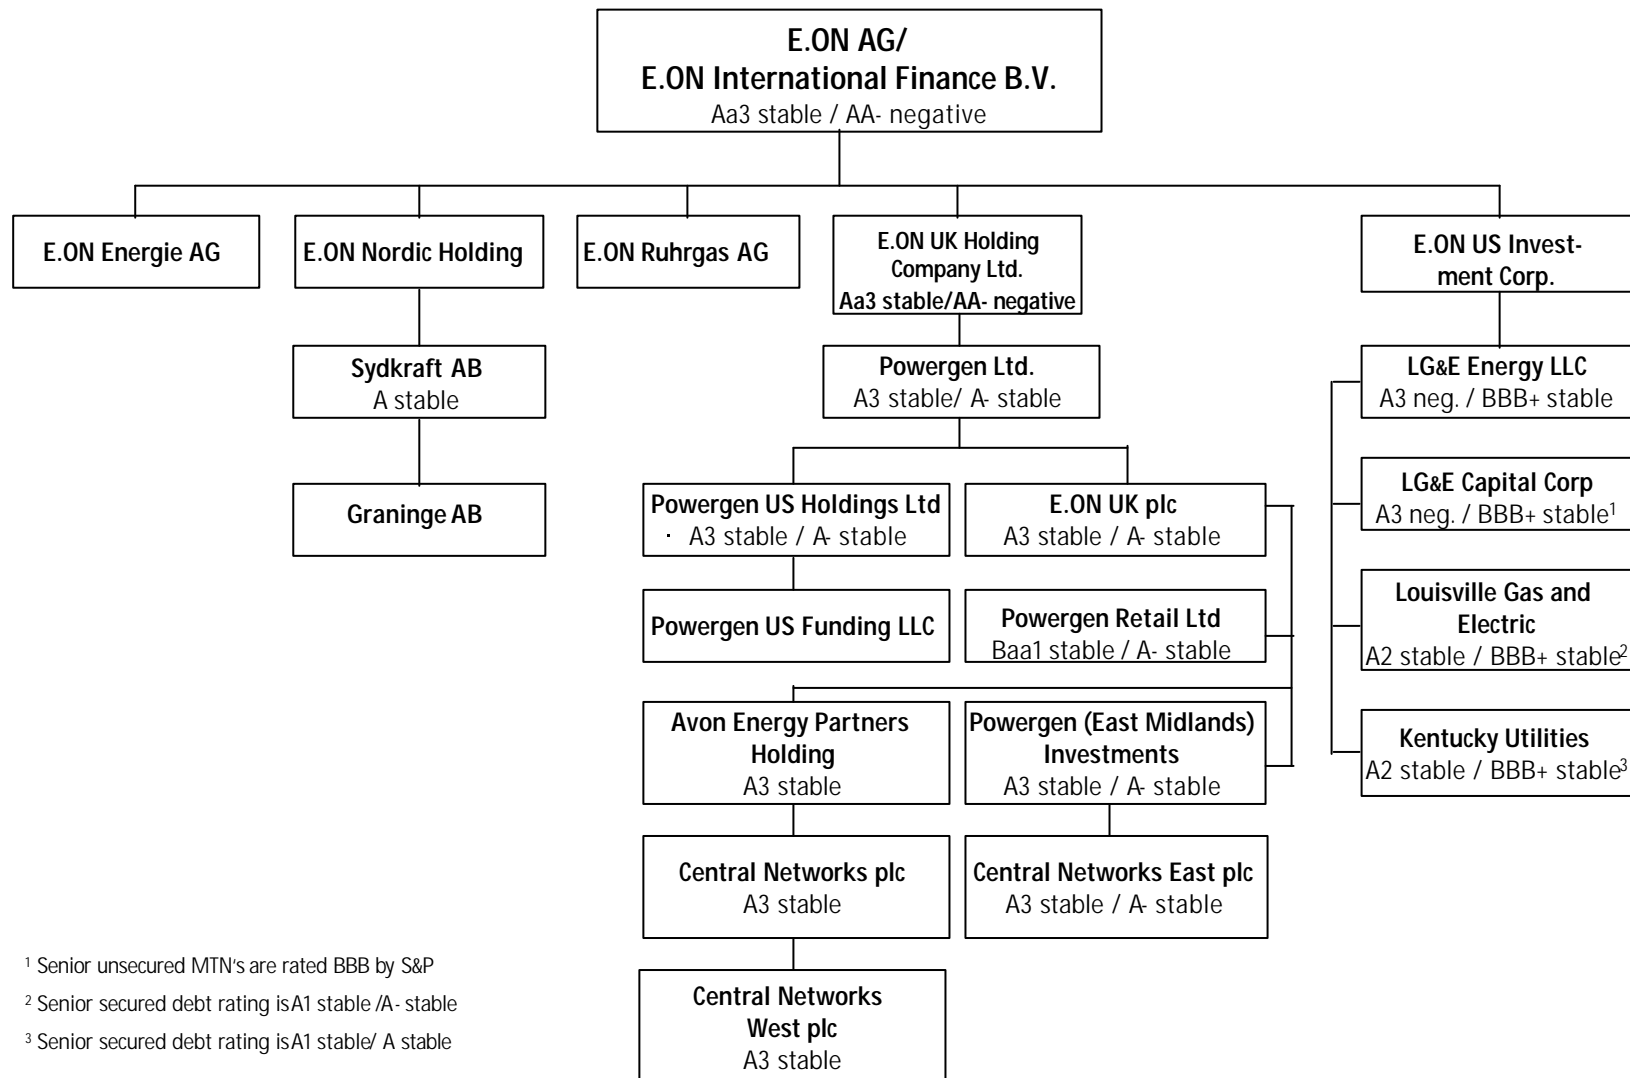 E.ON AG/
E.ON International Finance B.V.
Aa3 stable / AA- negative
E.ON Energie AG
E.ON Nordic Holding
E.ON Ruhrgas AG
E.ON UK Holding
Company Ltd.
Aa3 stable/AA- negative
E.ON US Invest-
ment Corp.
Sydkraft AB
A stable
Powergen Ltd.
A3 stable/ A- stable
LG&E Energy LLC
A3 neg. / BBB+ stable
Graninge AB
Powergen US Holdings Ltd
· A3 stable / A- stable
E.ON UK plc
A3 stable / A- stable
LG&E Capital Corp
A3 neg. / BBB+ stable¹
Powergen US Funding LLC
Powergen Retail Ltd
Baa1 stable / A- stable
Louisville Gas and
Electric
A2 stable / BBB+ stable²
Avon Energy Partners
Holding
A3 stable
Powergen (East Midlands)
Investments
A3 stable / A- stable
Kentucky Utilities
A2 stable / BBB+ stable³
Central Networks plc
A3 stable
Central Networks East plc
A3 stable / A- stable
Central Networks
West plc
A3 stable
¹ Senior unsecured MTN's are rated BBB by S&P
² Senior secured debt rating isA1 stable /A- stable
³ Senior secured debt rating isA1 stable/ A stable